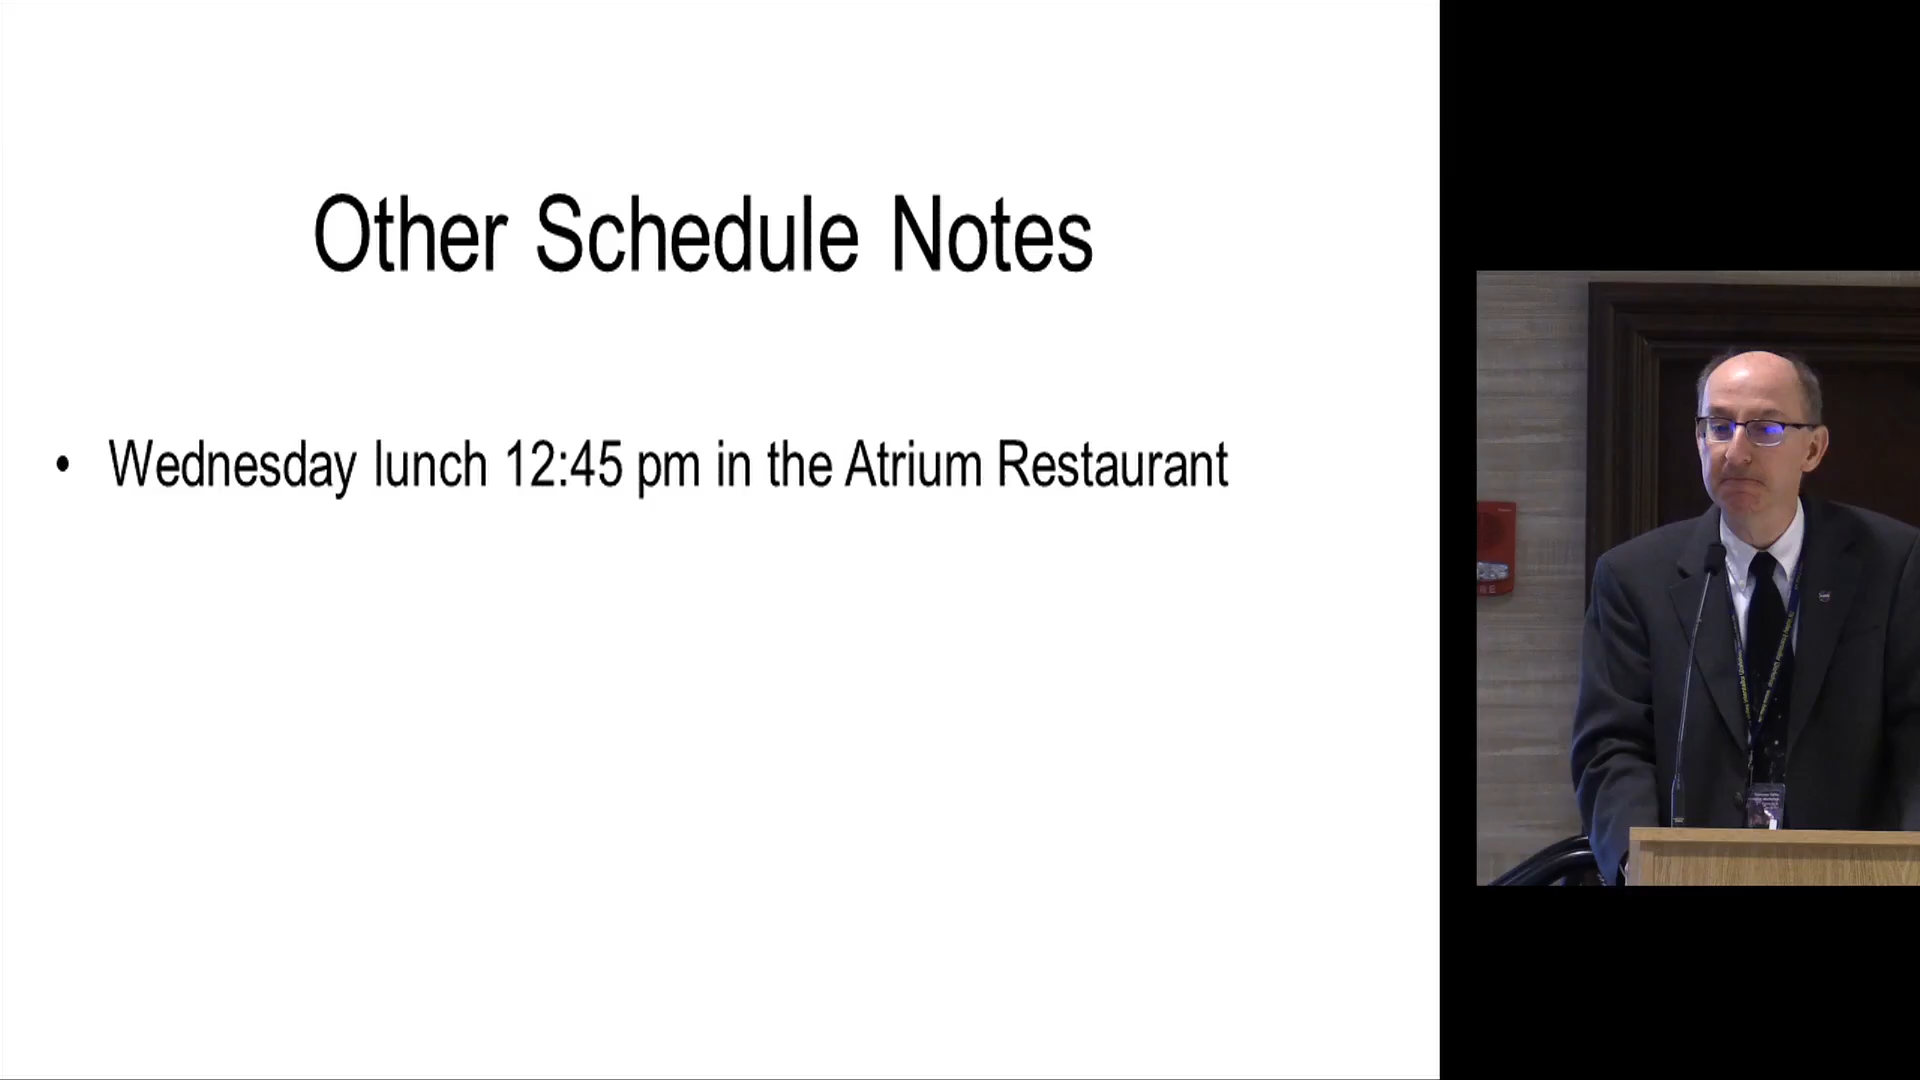 Other Schedule Notes
• Wednesday lunch 12:45 pm in the Atrium Restaurant